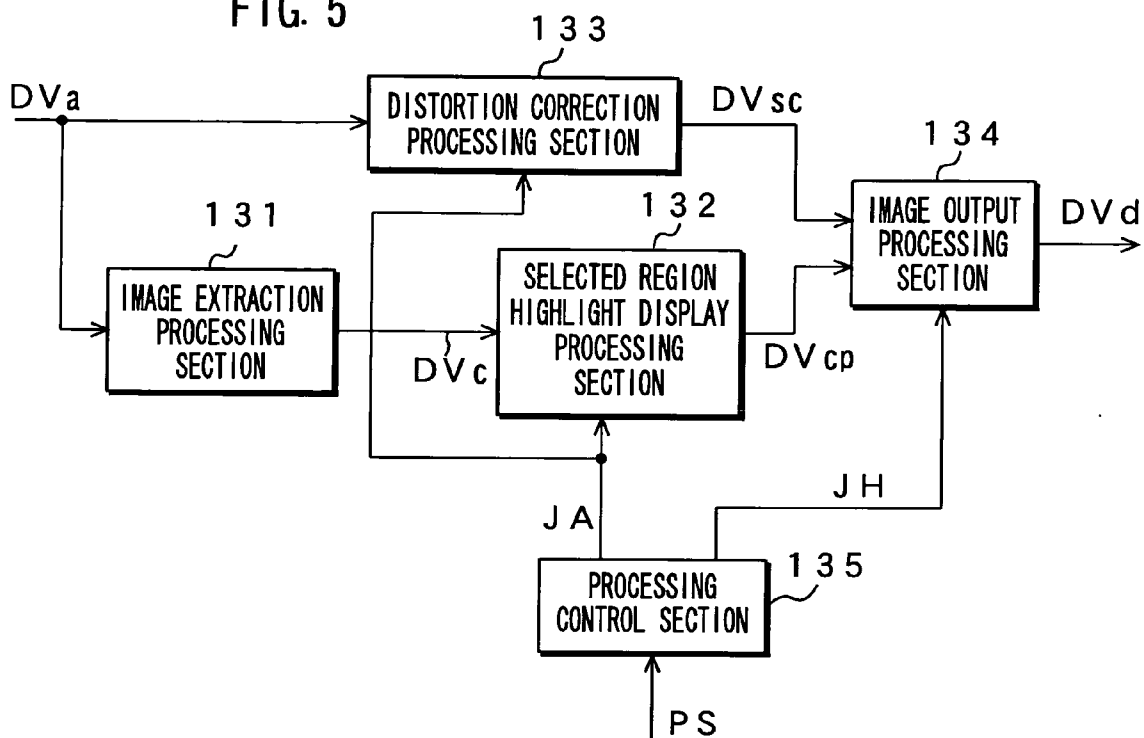 FIG. 5
133
DVa
DISTORTION CORRECTION
PROCESSING SECTION
DVsc
134
131
132
IMAGE OUTPUT
PROCESSING
SECTION
DVd
IMAGE EXTRACTION
PROCESSING
SECTION
DVc
SELECTED REGION
HIGHLIGHT DISPLAY
PROCESSING
SECTION
DVcp
JA
JH
135
PROCESSING
CONTROL SECTION
PS